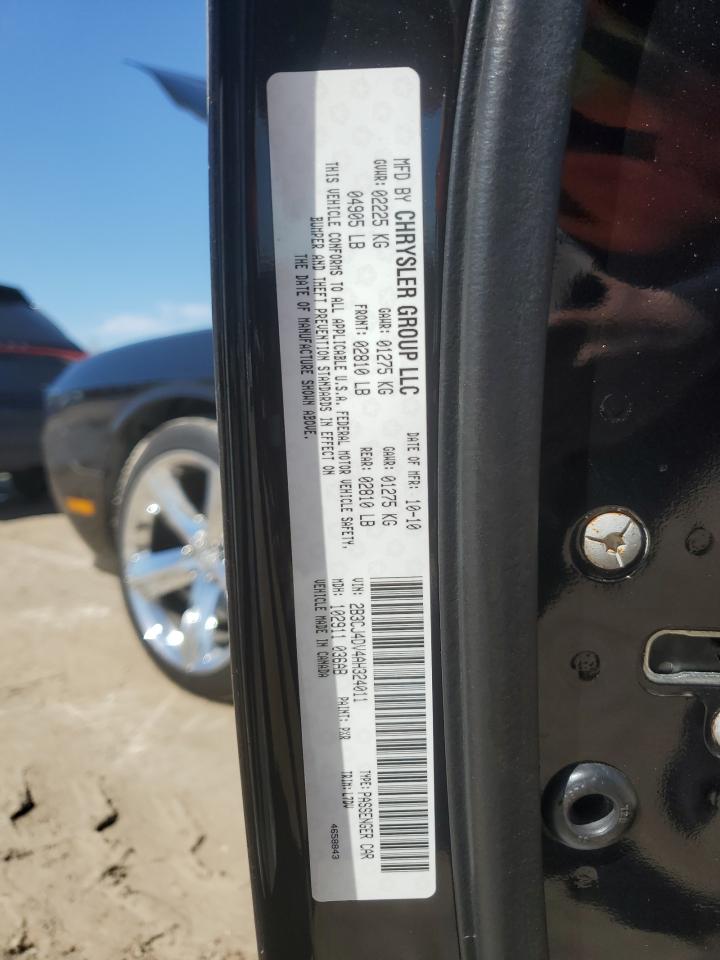 MFD BY CHRYSLER GROUP LLC
DATE OF MFR: 10-10
GVWR: 02225 KG
GAWR: 01275 KG
GAWR: 01275 KG
04905 LB
FRONT: 02810 LB
REAR: 02810 LB
THIS VEHICLE CONFORMS TO ALL APPLICABLE U.S.A. FEDERAL MOTOR VEHICLE SAFETY,
BUMPER AND THEFT PREVENTION STANDARDS IN EFFECT ON
THE DATE OF MANUFACTURE SHOWN ABOVE.
VIN: 2B3CJ4DV4AH324011
TYPE: PASSENGER CAR
MDH: 102911 036AB
PAINT: PXR
TRIM: L7DV
VEHICLE MADE IN CANADA
4658843